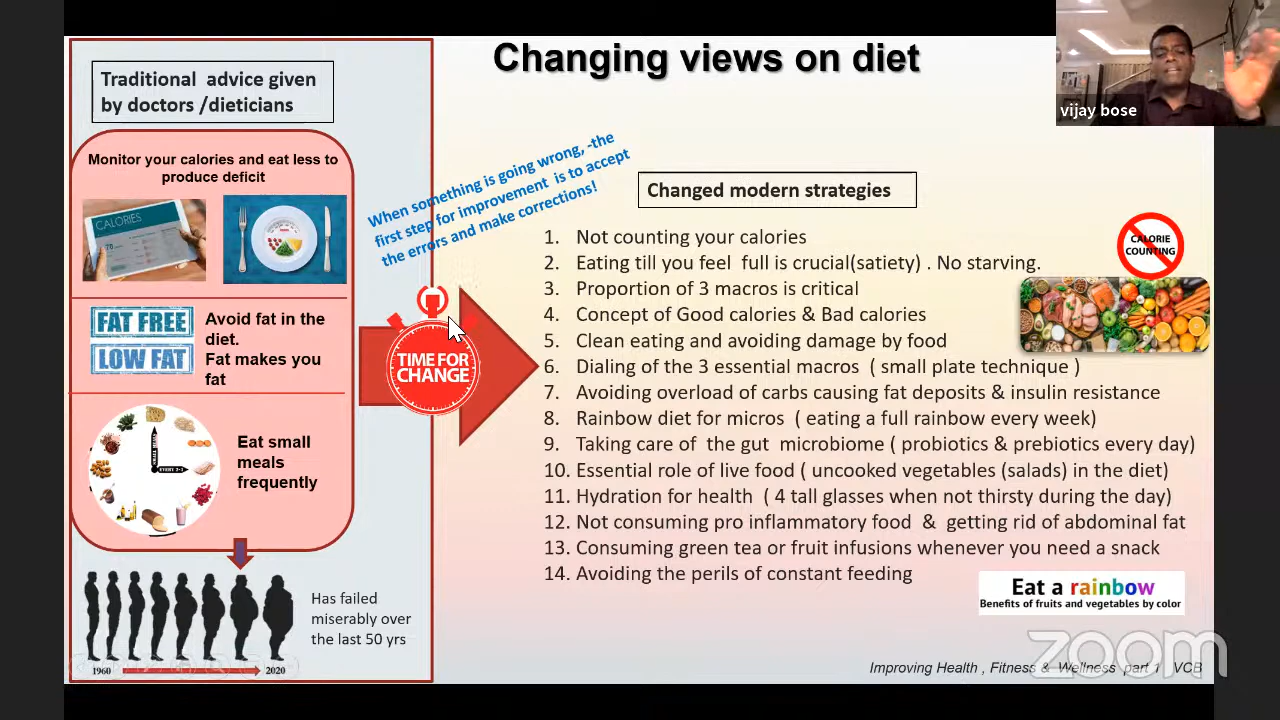 Changing views on diet
vijay bose
Traditional advice given
by doctors /dieticians
Monitor your calories and eat less to
produce deficit
CALORIES
FAT FREE
LOW FAT
Avoid fat in the
diet.
Fat makes you
fat
Eat small
meals
frequently
Has failed
miserably over
the last 50 yrs
1960
2020
When something is going wrong, -the
first step for improvement is to accept
the errors and make corrections!
TIME FOR
CHANGE
Changed modern strategies
CALORIE
COUNTING
1. Not counting your calories
2. Eating till you feel full is crucial(satiety) . No starving.
3. Proportion of 3 macros is critical
4. Concept of Good calories & Bad calories
5. Clean eating and avoiding damage by food
6. Dialing of the 3 essential macros ( small plate technique )
7. Avoiding overload of carbs causing fat deposits & insulin resistance
8. Rainbow diet for micros ( eating a full rainbow every week)
9. Taking care of the gut microbiome ( probiotics & prebiotics every day)
10. Essential role of live food ( uncooked vegetables (salads) in the diet)
11. Hydration for health ( 4 tall glasses when not thirsty during the day)
12. Not consuming pro inflammatory food & getting rid of abdominal fat
13. Consuming green tea or fruit infusions whenever you need a snack
14. Avoiding the perils of constant feeding
Eat a rainbow
Benefits of fruits and vegetables by color
zoom
Improving Health , Fitness & Wellness part 1 VCB